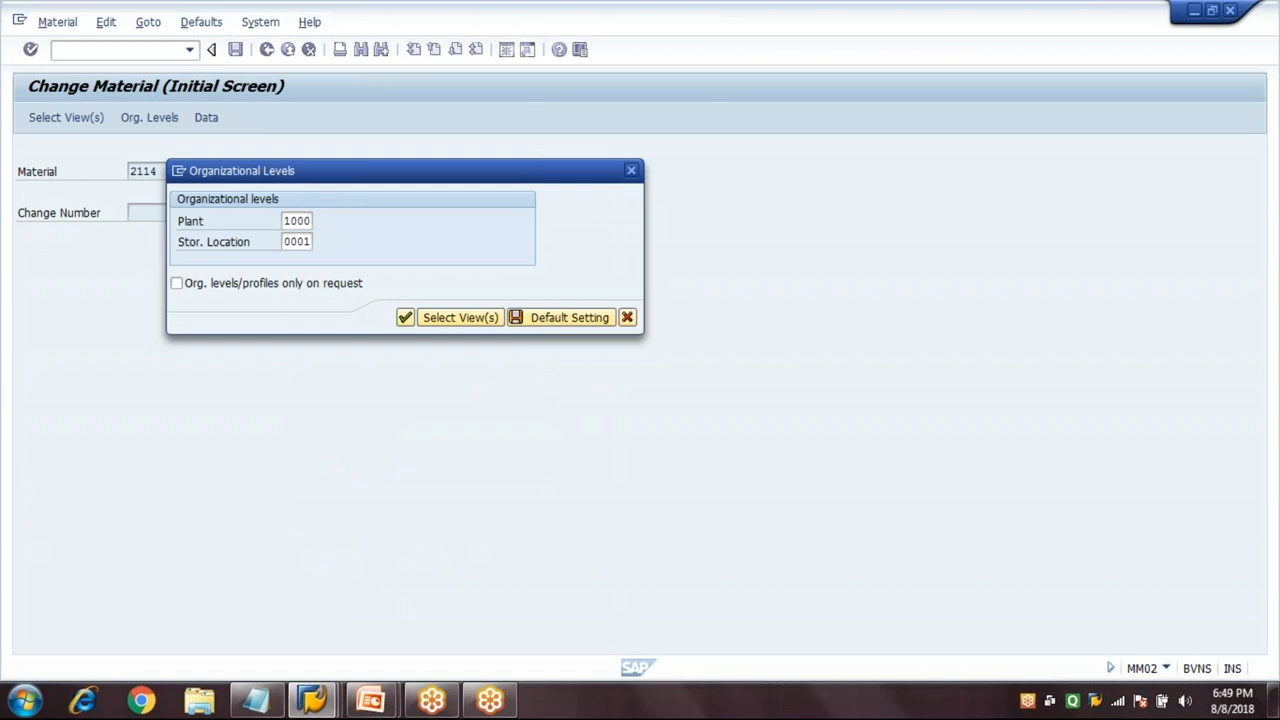 Material Edit Goto Defaults System Help
Change Material (Initial Screen)
Select View(s) Org. Levels Data
Material 2114
Change Number
Organizational Levels
Organizational levels
Plant 1000
Stor. Location 0001
Org. levels/profiles only on request
Select View(s) Default Setting
SAP
MM02 BVNS INS
6:49 PM
8/8/2018